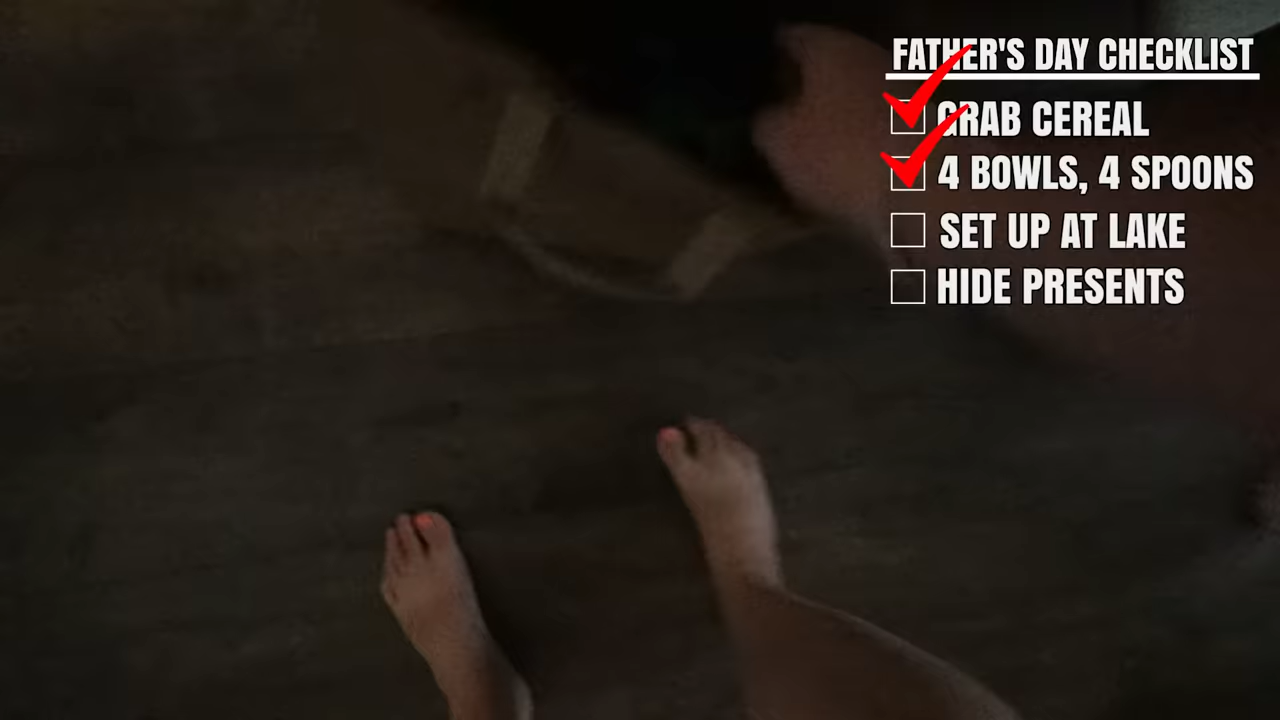 FATHER'S DAY CHECKLIST
GRAB CEREAL
4 BOWLS, 4 SPOONS
SET UP AT LAKE
HIDE PRESENTS